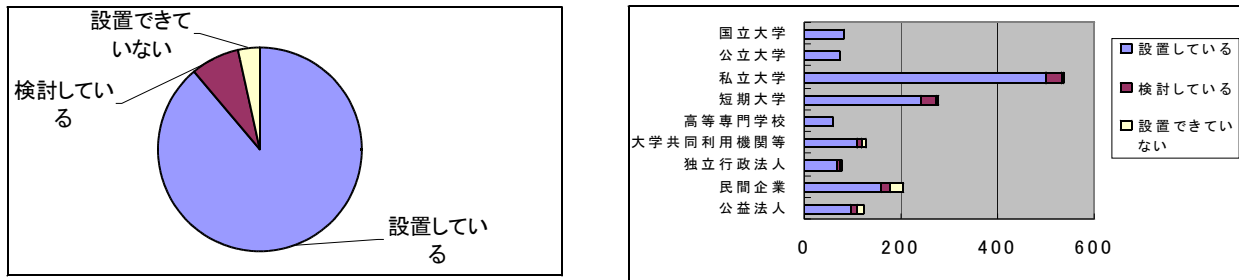 設置できて
いない
検討してい
る
設置してい
る
国立大学
公立大学
私立大学
短期大学
高等専門学校
大学共同利用機関等
独立行政法人
民間企業
公益法人
0 200 400 600
設置している
検討している
設置できてい
ない